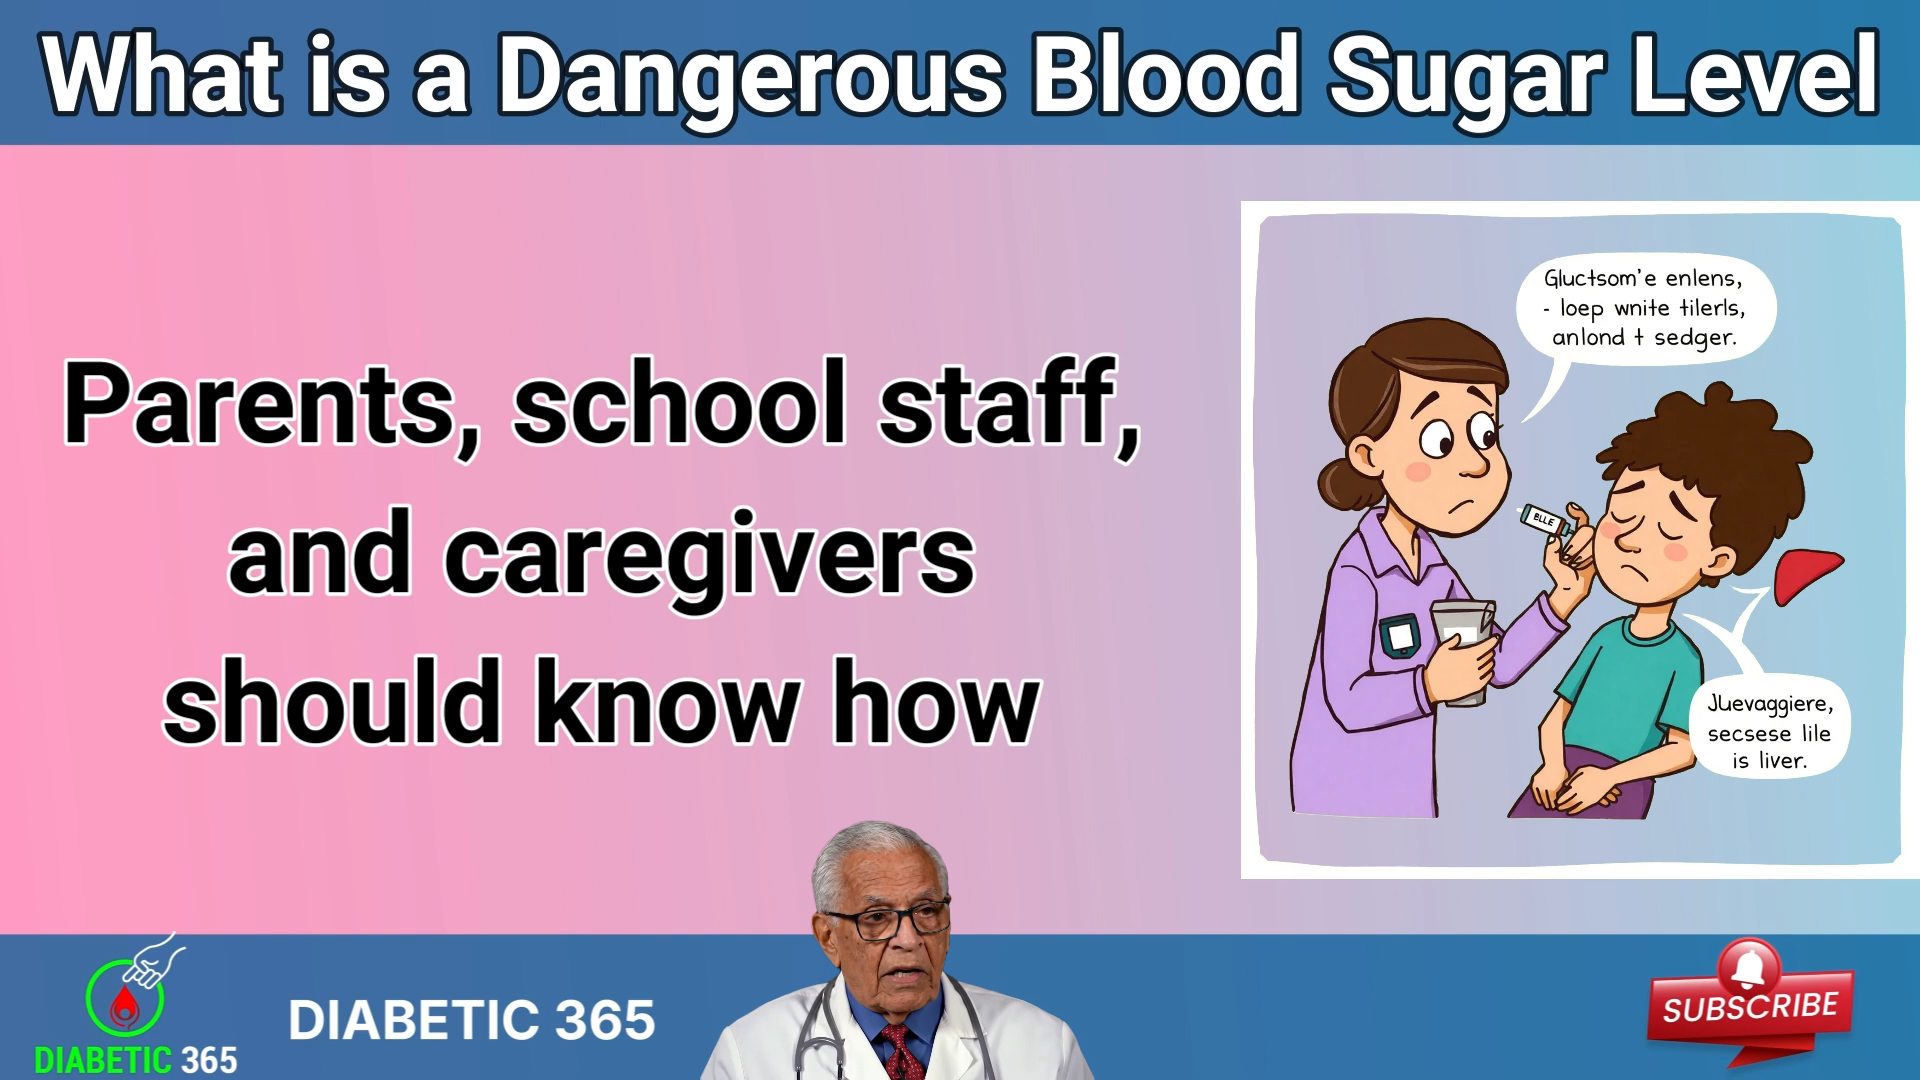 What is a Dangerous Blood Sugar Level
Parents, school staff,
and caregivers
should know how
Gluctsom'e enlens,
- loep wnite tilerls,
anlond t sedger.
BLLE
Jluevaggiere,
secsese lile
is liver.
DIABETIC 365
DIABETIC 365
SUBSCRIBE